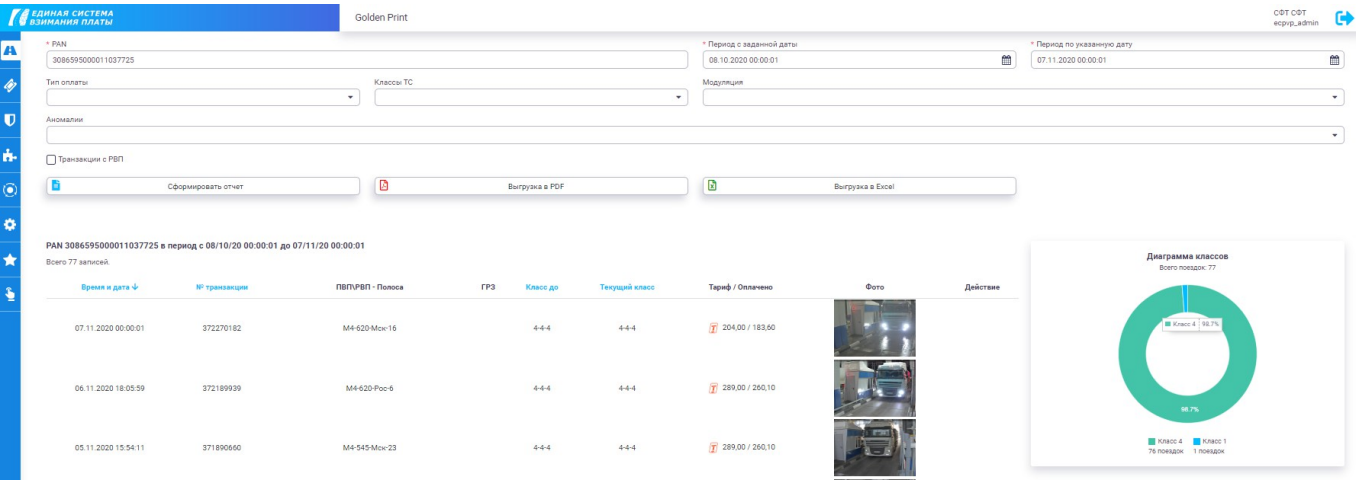 ЕДИНАЯ СИСТЕМА
ВЗИМАНИЯ ПЛАТЫ
Golden Print
СФТ СФТ
ecpvp_admin
* PAN
* Период с заданной даты
* Период по указанную дату
3086595000011037725
08.10.2020 00:00:01
07.11.2020 00:00:01
Тип оплаты
Классы ТС
Модуляция
Аномалии
Транзакции с РВП
Сформировать отчет
Выгрузка в PDF
Выгрузка в Excel
PAN 3086595000011037725 в период с 08/10/20 00:00:01 до 07/11/20 00:00:01
Всего 77 записей.
Время и дата № транзакции ПВП\РВП - Полоса ГРЗ Класс до Текущий класс Тариф / Оплачено Фото Действие
07.11.2020 00:00:01 372270182 М4-620-Мск-16 4-4-4 4-4-4 204,00 / 183,60
06.11.2020 18:05:59 372189939 М4-620-Рос-6 4-4-4 4-4-4 289,00 / 260,10
05.11.2020 15:54:11 371890660 М4-545-Мск-23 4-4-4 4-4-4 289,00 / 260,10
Диаграмма классов
Всего поездок: 77
Класс 4 98,7%
98.7%
Класс 4 Класс 1
76 поездок 1 поездок